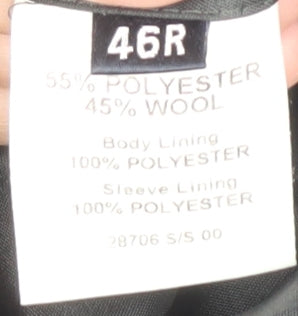 46R
55% POLYESTER
45% WOOL
Body Lining
100% POLYESTER
Sleeve Lining
100% POLYESTER
28706 S/S 00